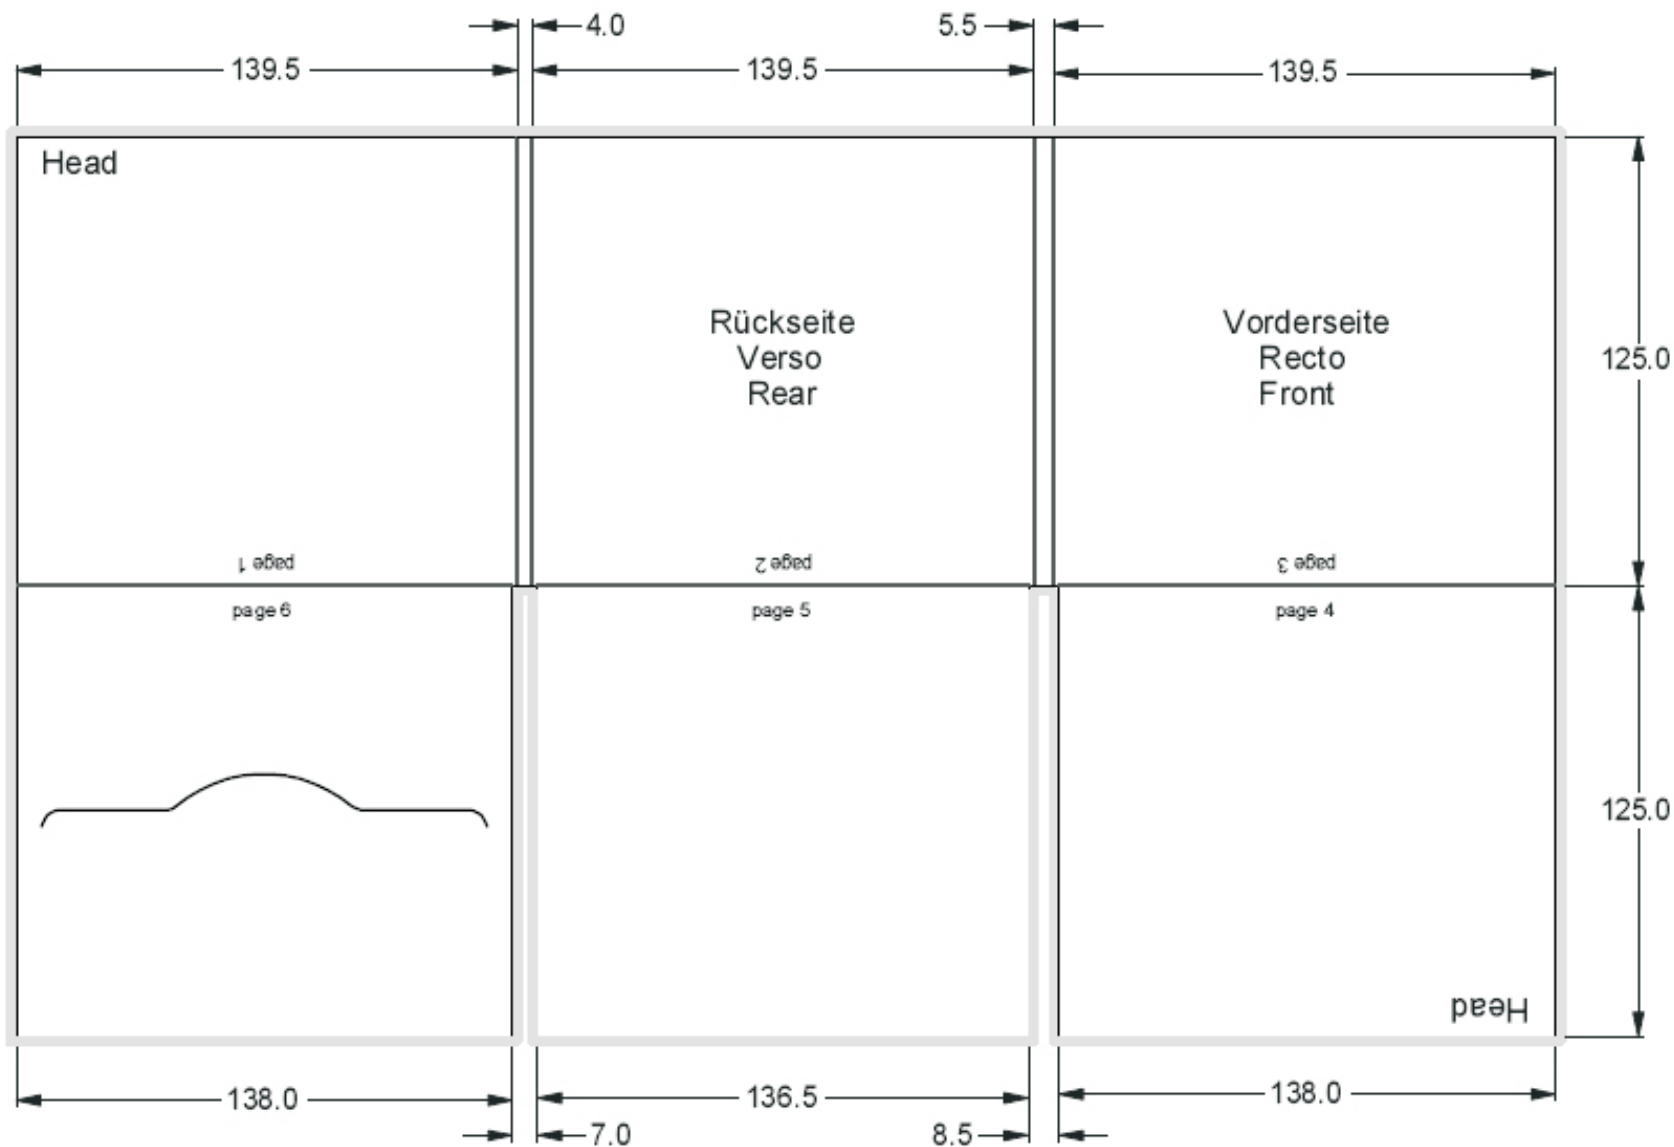 4.0
5.5
139.5
139.5
139.5
Head
Rückseite
Verso
Rear
Vorderseite
Recto
Front
125.0
page 1
page 2
page 3
page 6
page 5
page 4
125.0
Head
138.0
136.5
138.0
7.0
8.5